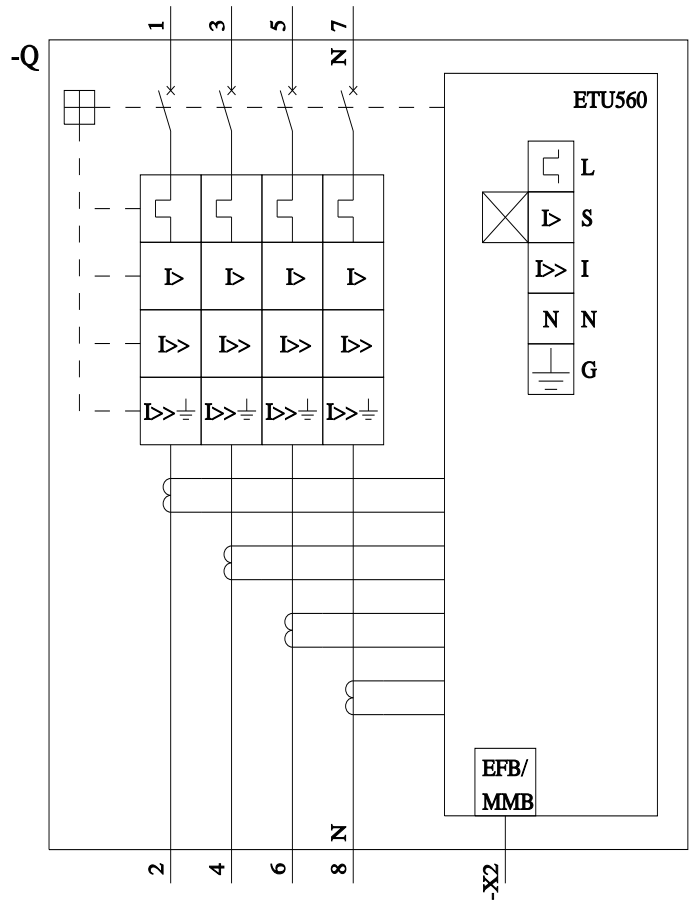 1 3 5 7
-Q
N
ETU560
L
I> S
I> I> I> I>
I>> I
N N
I>> I>> I>> I>>
G
I>> I>> I>> I>>
EFB/
MMB
N
2 4 6 8
-X2